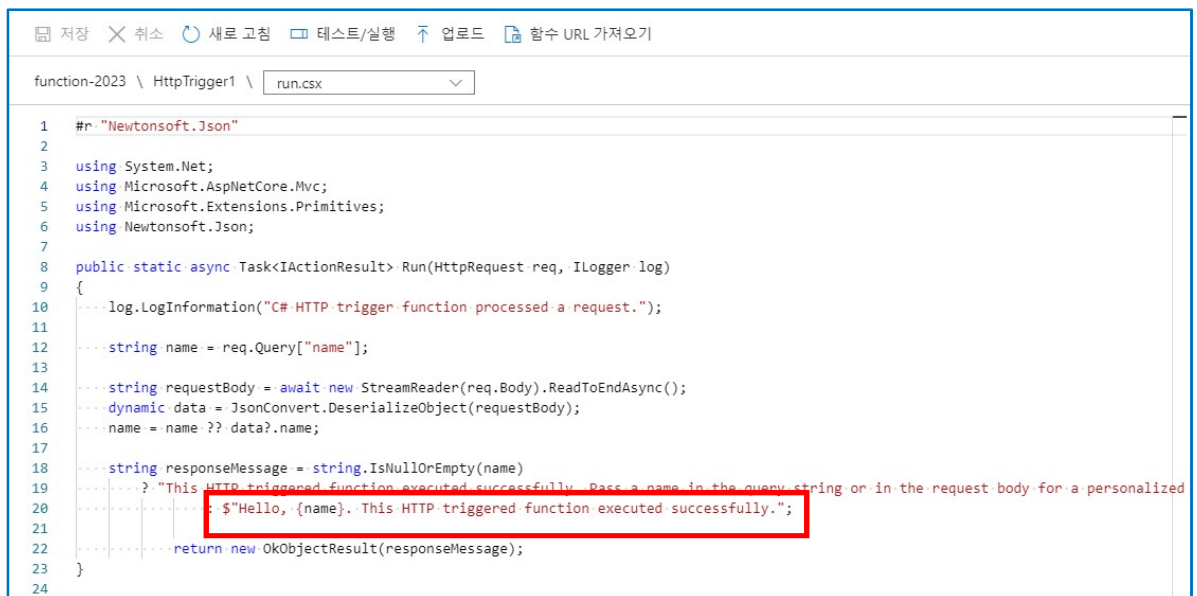 저장 취소 새로 고침 테스트/실행 업로드 함수 URL 가져오기
function-2023 \ HttpTrigger1 \ run.csx
1 #r "Newtonsoft.Json"
2
3 using System.Net;
4 using Microsoft.AspNetCore.Mvc;
5 using Microsoft.Extensions.Primitives;
6 using Newtonsoft.Json;
7
8 public static async Task<IActionResult> Run(HttpRequest req, ILogger log)
9 {
10 log.LogInformation("C# HTTP trigger function processed a request.");
11
12 string name = req.Query["name"];
13
14 string requestBody = await new StreamReader(req.Body).ReadToEndAsync();
15 dynamic data = JsonConvert.DeserializeObject(requestBody);
16 name = name ?? data?.name;
17
18 string responseMessage = string.IsNullOrEmpty(name)
19 ? "This HTTP triggered function executed successfully. Pass a name in the query string or in the request body for a personalized
20 : $"Hello, {name}. This HTTP triggered function executed successfully.";
21
22 return new OkObjectResult(responseMessage);
23 }
24